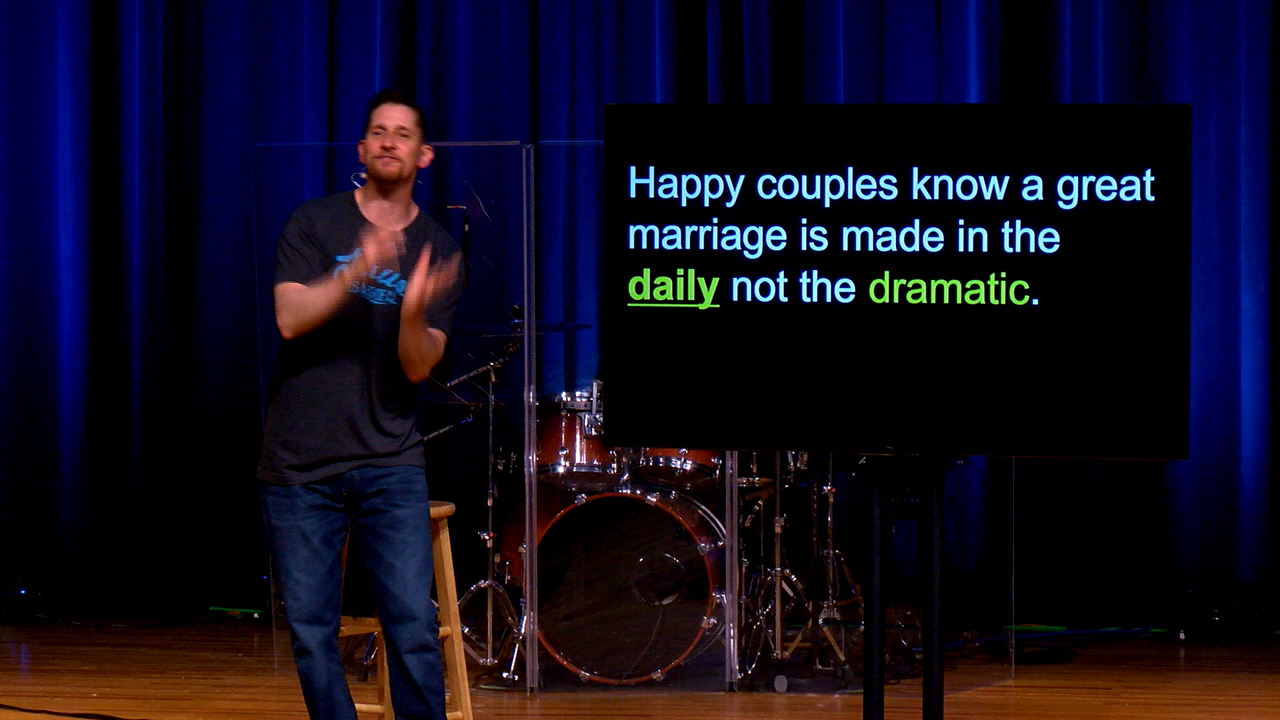 Happy couples know a great
marriage is made in the
daily not the dramatic.